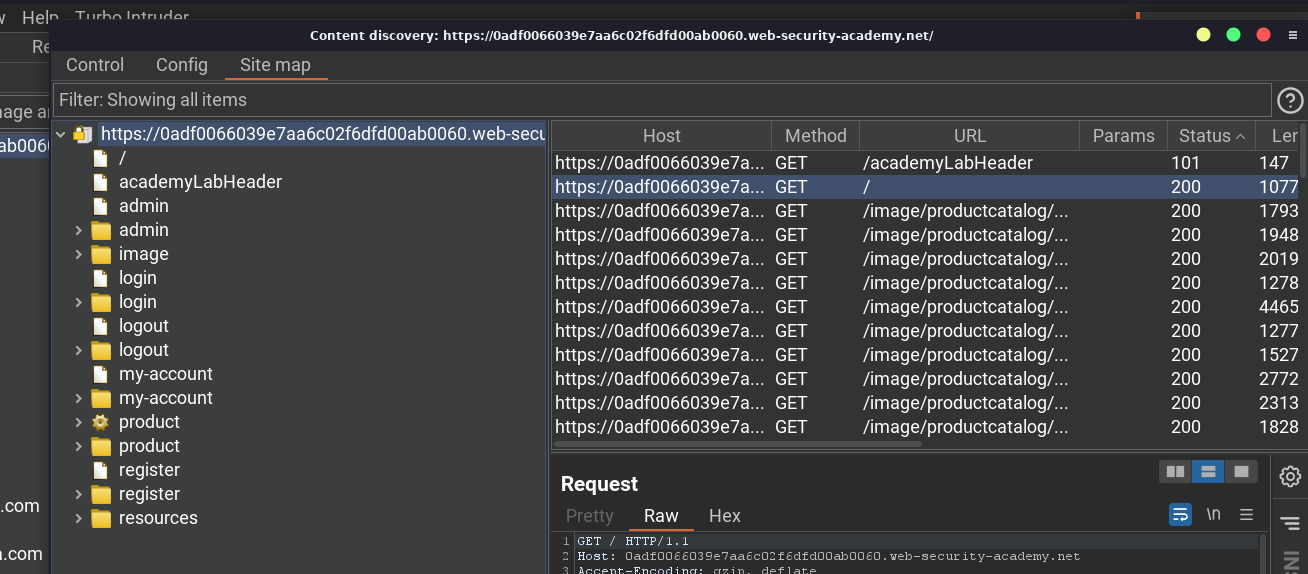 Help Turbo Intruder
Content discovery: https://0adf0066039e7aa6c02f6dfd00ab0060.web-security-academy.net/
Re
Control Config Site map
Filter: Showing all items
https://0adf0066039e7aa6c02f6dfd00ab0060.web-secu
/
academyLabHeader
admin
admin
image
login
login
logout
logout
my-account
my-account
product
product
register
register
resources
.com
.com
Host Method URL Params Status Ler
https://0adf0066039e7a... GET /academyLabHeader 101 147
https://0adf0066039e7a... GET / 200 1077
https://0adf0066039e7a... GET /image/productcatalog/... 200 1793
https://0adf0066039e7a... GET /image/productcatalog/... 200 1948
https://0adf0066039e7a... GET /image/productcatalog/... 200 2019
https://0adf0066039e7a... GET /image/productcatalog/... 200 1278
https://0adf0066039e7a... GET /image/productcatalog/... 200 4465
https://0adf0066039e7a... GET /image/productcatalog/... 200 1277
https://0adf0066039e7a... GET /image/productcatalog/... 200 1527
https://0adf0066039e7a... GET /image/productcatalog/... 200 2772
https://0adf0066039e7a... GET /image/productcatalog/... 200 2313
https://0adf0066039e7a... GET /image/productcatalog/... 200 1828
Request
Pretty Raw Hex \n
1 GET / HTTP/1.1
2 Host: 0adf0066039e7aa6c02f6dfd00ab0060.web-security-academy.net
3 Accept-Encoding: gzip, deflate
INS